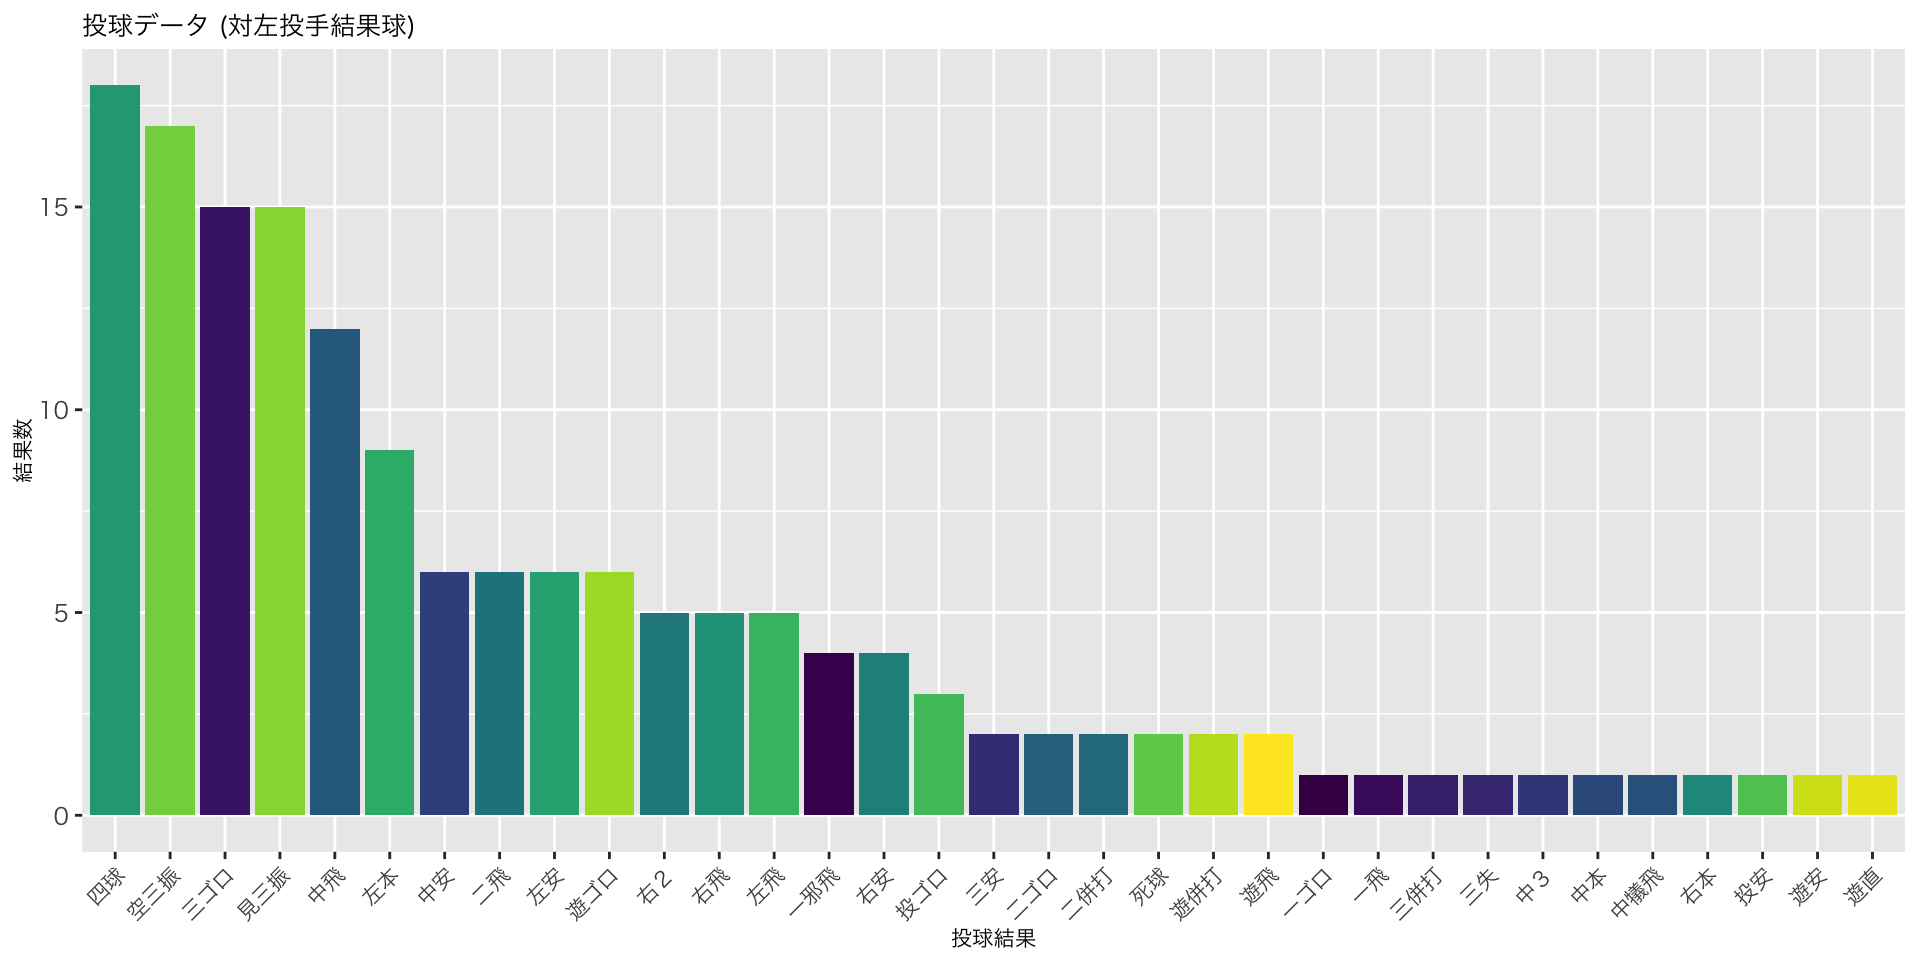 投球データ (対左投手結果球)
結果数
15
10
5
0
四球
空三振
三ゴロ
見三振
中飛
左本
中安
二飛
左安
遊ゴロ
右２
右飛
左飛
一邪飛
右安
投ゴロ
三安
二ゴロ
二併打
死球
遊併打
遊飛
一ゴロ
一飛
三併打
三失
中３
中本
中犠飛
右本
投安
遊安
遊直
投球結果